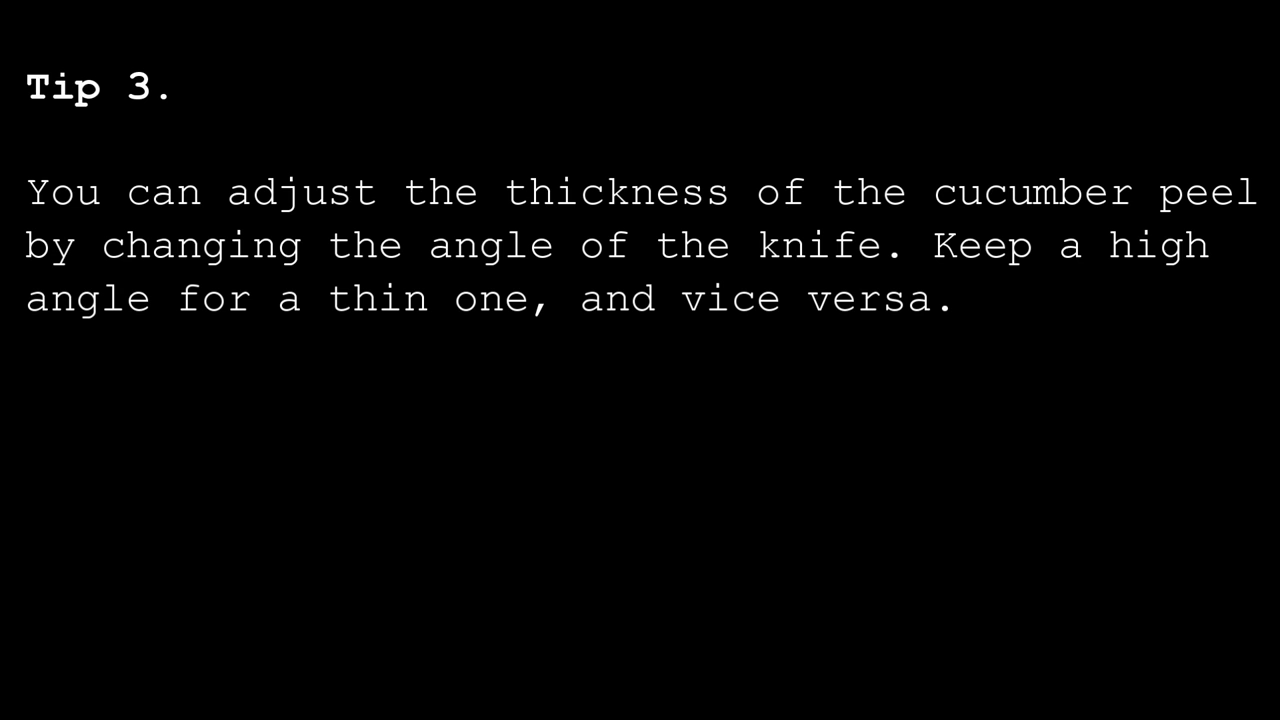 Tip 3.
You can adjust the thickness of the cucumber peel
by changing the angle of the knife. Keep a high
angle for a thin one, and vice versa.